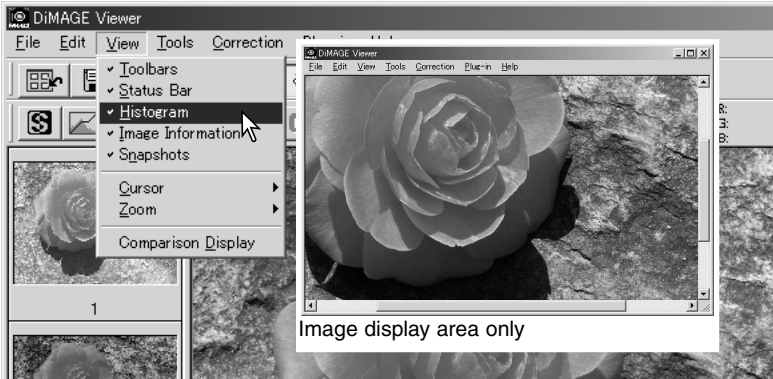 DiMAGE Viewer
File Edit View Tools Correction
Toolbars
Status Bar
Histogram
Image Information
Snapshots
Cursor
Zoom
Comparison Display
S
1
DiMAGE Viewer
File Edit View Tools Correction Plug-in Help
Image display area only
R:
G:
B: